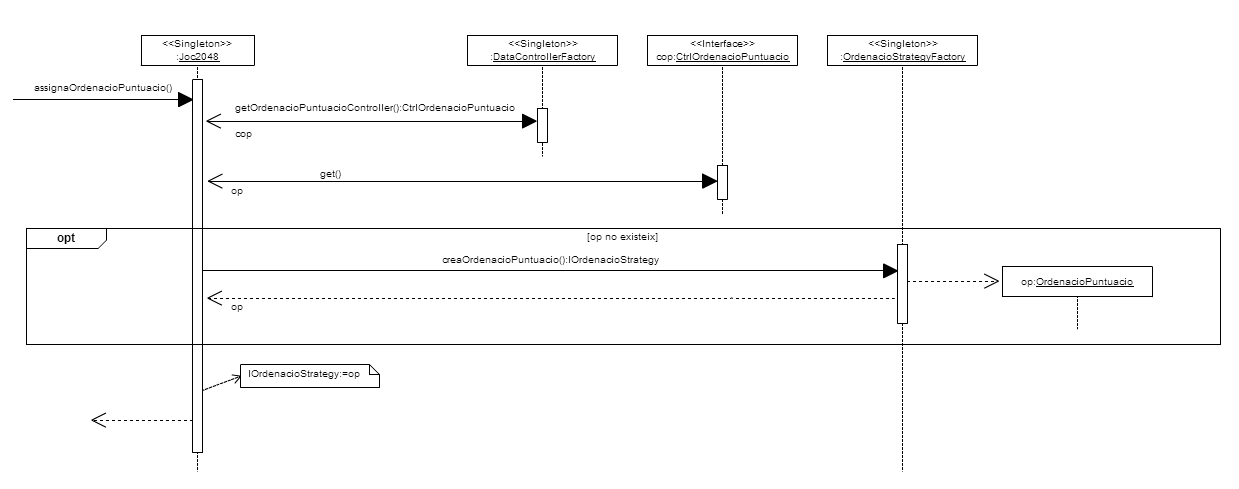 <<Singleton>>
:Joc2048
<<Singleton>>
:DataControllerFactory
<<Interface>>
cop:CtrlOrdenacioPuntuacio
<<Singleton>>
:OrdenacioStrategyFactory
assignaOrdenacioPuntuacio()
getOrdenacioPuntuacioController():CtrlOrdenacioPuntuacio
cop
get()
op
opt
[op no existeix]
creaOrdenacioPuntuacio():IOrdenacioStrategy
op:OrdenacioPuntuacio
op
IOrdenacioStrategy:=op